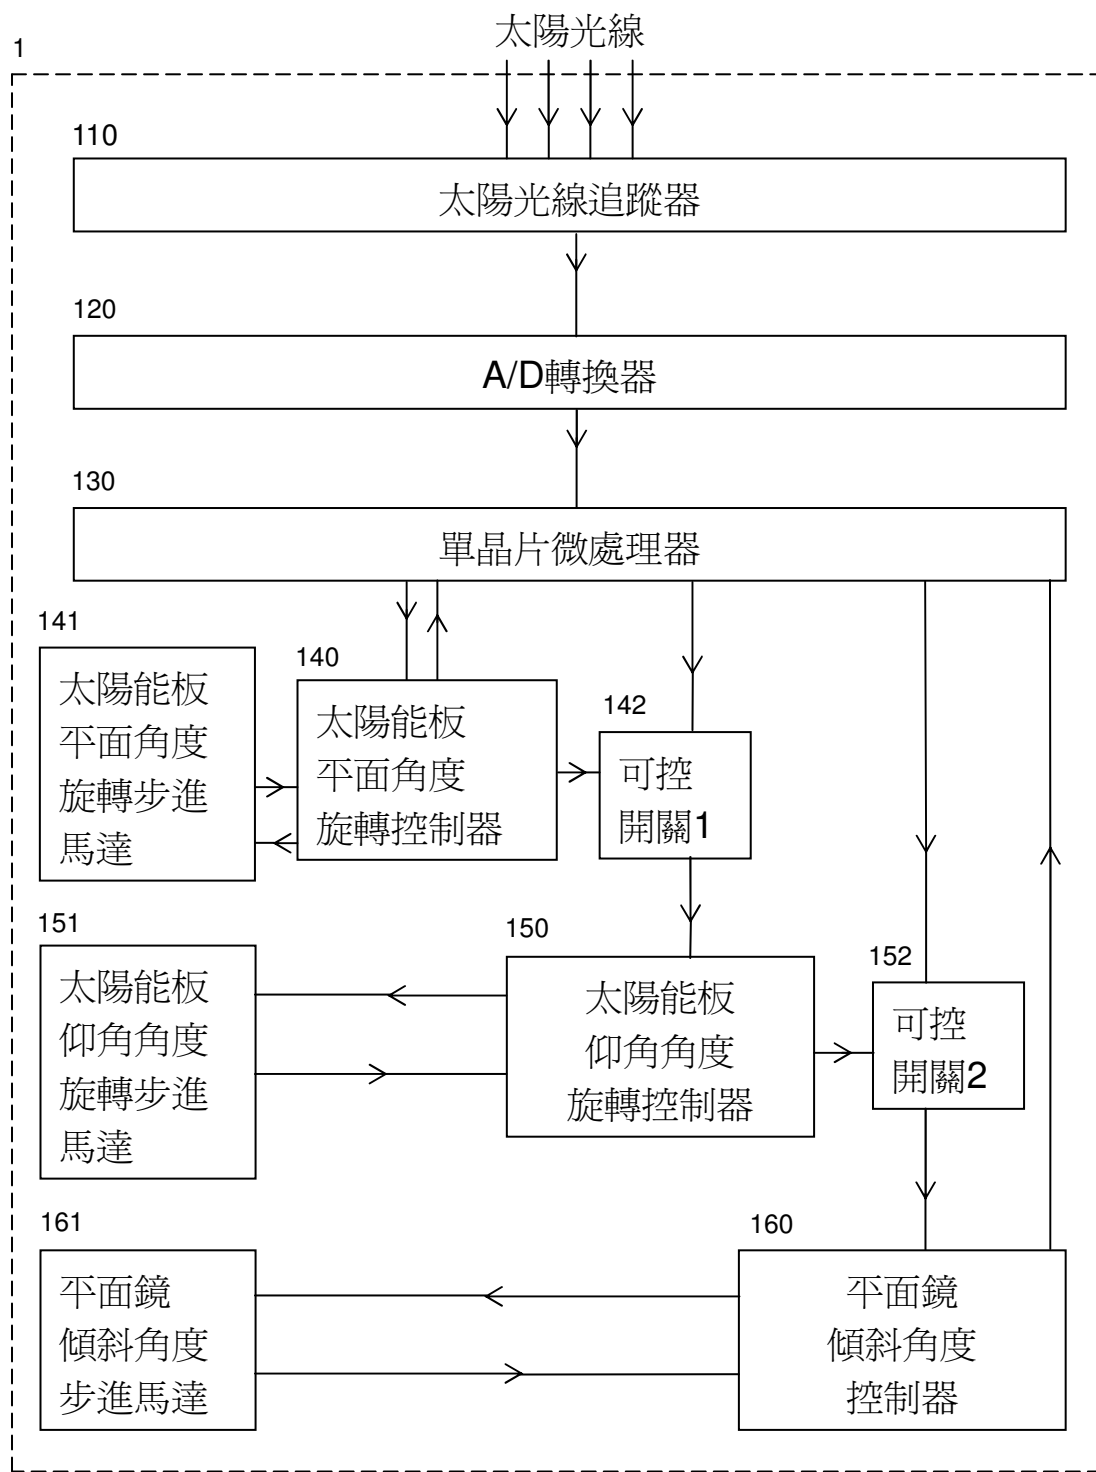 太陽光線
1
110
太陽光線追蹤器
120
A/D轉換器
130
單晶片微處理器
141
太陽能板
平面角度
旋轉步進
馬達
140
太陽能板
平面角度
旋轉控制器
142
可控
開關1
151
太陽能板
仰角角度
旋轉步進
馬達
150
太陽能板
仰角角度
旋轉控制器
152
可控
開關2
161
平面鏡
傾斜角度
步進馬達
160
平面鏡
傾斜角度
控制器